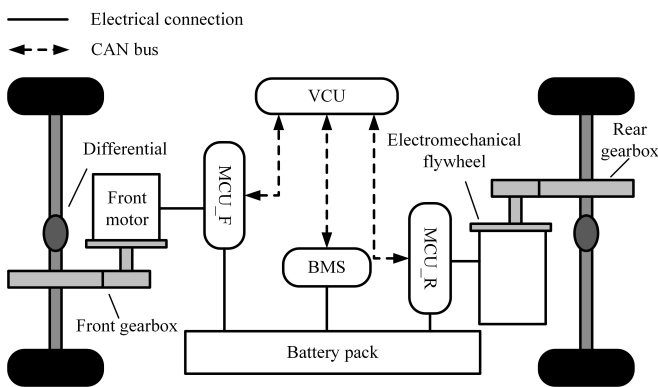 Electrical connection
CAN bus
VCU
Differential
MCU_F
Electromechanical
flywheel
Rear
gearbox
Front
motor
MCU_R
BMS
Front gearbox
Battery pack